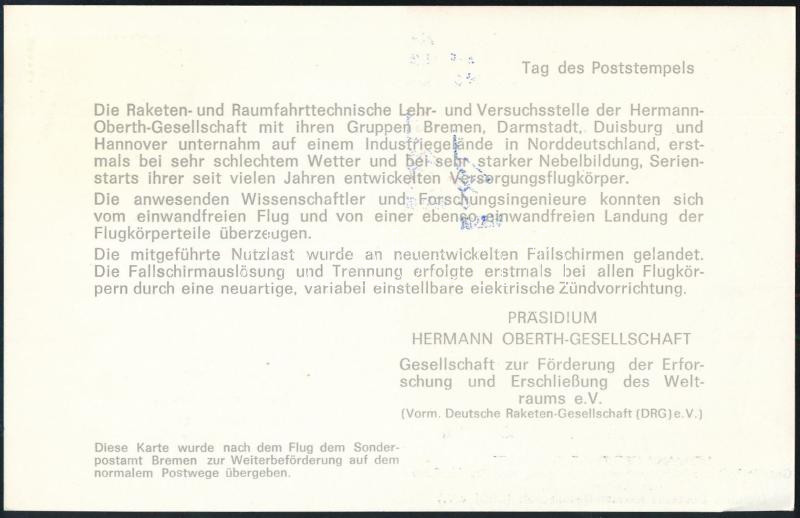 Tag des Poststempels
Die Raketen- und Raumfahrttechnische Lehr- und Versuchsstelle der Hermann-
Oberth-Gesellschaft mit ihren Gruppen Bremen, Darmstadt, Duisburg und
Hannover unternahm auf einem Industriegelände in Norddeutschland, erst-
mals bei sehr schlechtem Wetter und bei sehr starker Nebelbildung, Serien-
starts ihrer seit vielen Jahren entwickelten Versorgungsflugkörper.
Die anwesenden Wissenschaftler und Forschungsingenieure konnten sich
vom einwandfreien Flug und von einer ebenso einwandfreien Landung der
Flugkörperteile überzeugen.
Die mitgeführte Nutzlast wurde an neuentwickelten Failschirmen gelandet.
Die Fallschirmauslösung und Trennung erfolgte erstmals bei allen Flugkör-
pern durch eine neuartige, variabel einstellbare elektrische Zündvorrichtung.
PRÄSIDIUM
HERMANN OBERTH-GESELLSCHAFT
Gesellschaft zur Förderung der Erfor-
schung und Erschließung des Welt-
raums e.V.
(Vorm. Deutsche Raketen-Gesellschaft (DRG) e.V.)
Diese Karte wurde nach dem Flug dem Sonder-
postamt Bremen zur Weiterbeförderung auf dem
normalem Postwege übergeben.